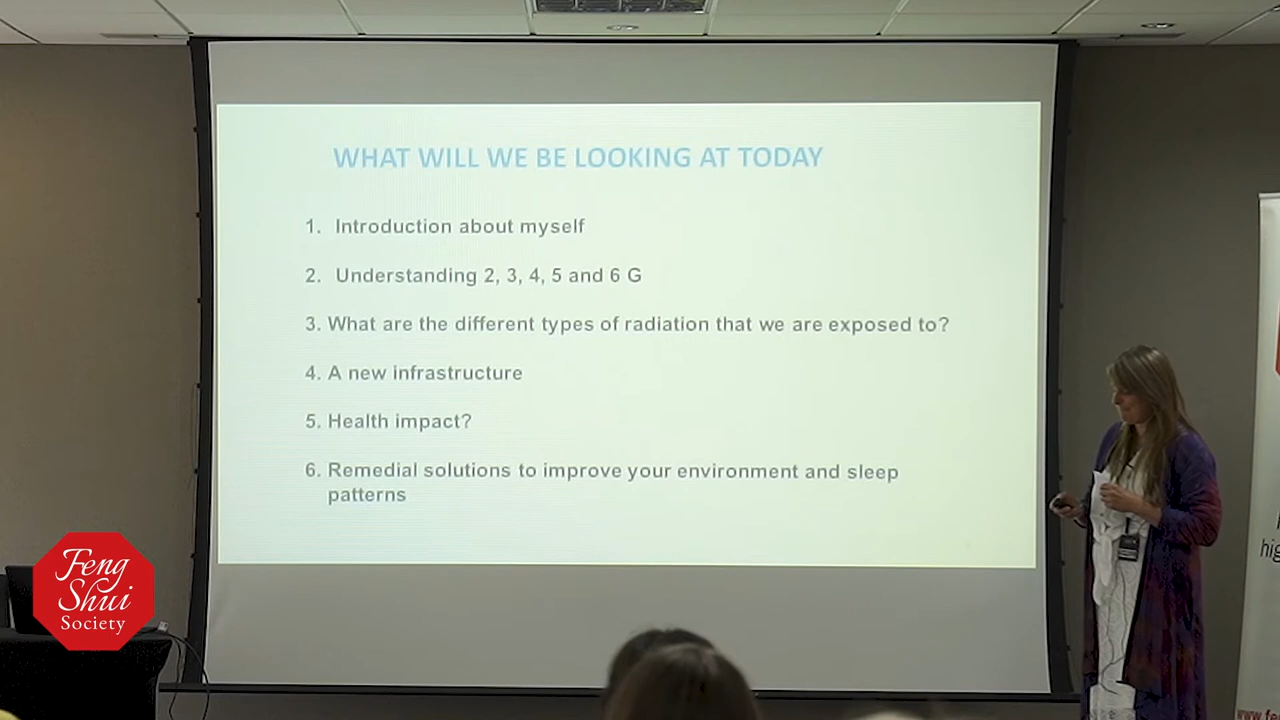 WHAT WILL WE BE LOOKING AT TODAY
1. Introduction about myself
2. Understanding 2, 3, 4, 5 and 6 G
3. What are the different types of radiation that we are exposed to?
4. A new infrastructure
5. Health impact?
6. Remedial solutions to improve your environment and sleep
patterns
Feng
Shui
Society